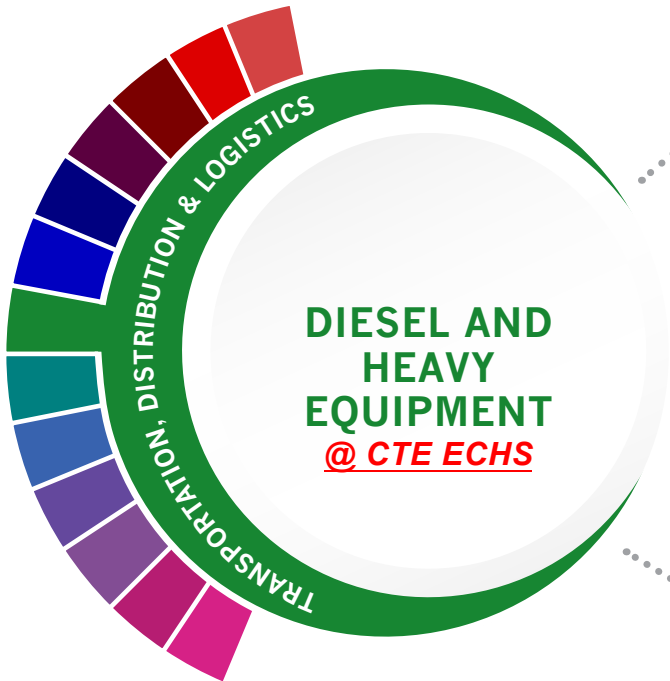 TRANSPORTATION, DISTRIBUTION & LOGISTICS
DIESEL AND
HEAVY
EQUIPMENT
@ CTE ECHS